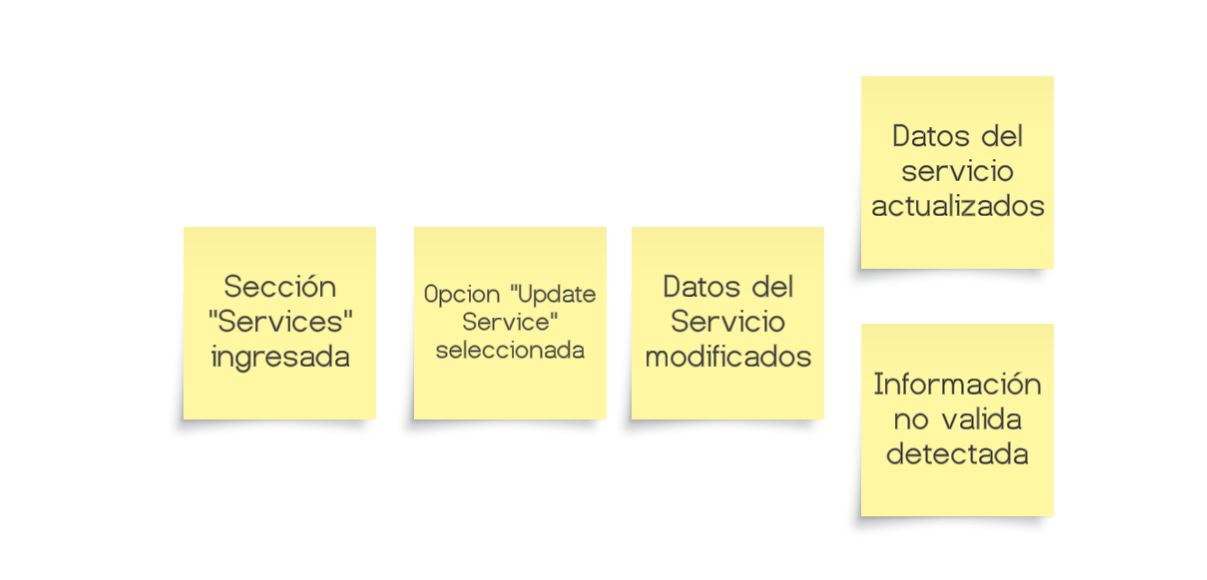 Sección
"Services"
ingresada
Opcion "Update
Service"
seleccionada
Datos del
Servicio
modificados
Datos del
servicio
actualizados
Información
no valida
detectada